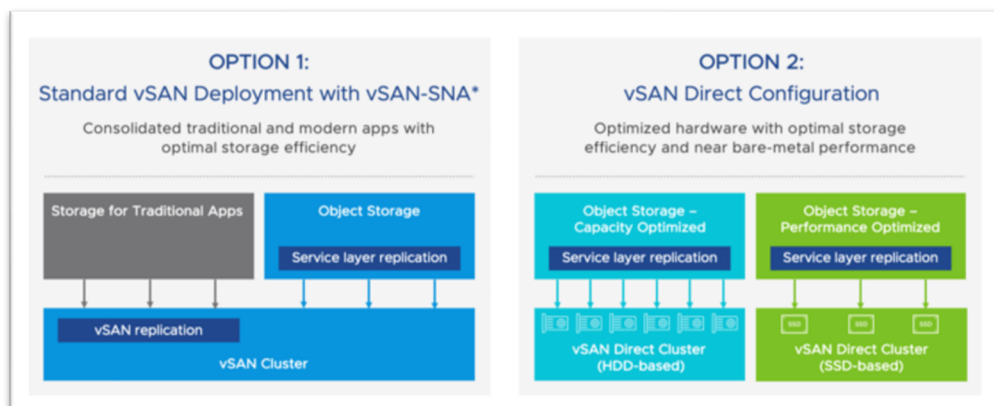 OPTION 1:
Standard vSAN Deployment with vSAN-SNA*
Consolidated traditional and modern apps with
optimal storage efficiency
Storage for Traditional Apps
Object Storage
Service layer replication
vSAN replication
vSAN Cluster
OPTION 2:
vSAN Direct Configuration
Optimized hardware with optimal storage
efficiency and near bare-metal performance
Object Storage –
Capacity Optimized
Service layer replication
Object Storage –
Performance Optimized
Service layer replication
vSAN Direct Cluster
(HDD-based)
SSD
SSD
SSD
vSAN Direct Cluster
(SSD-based)